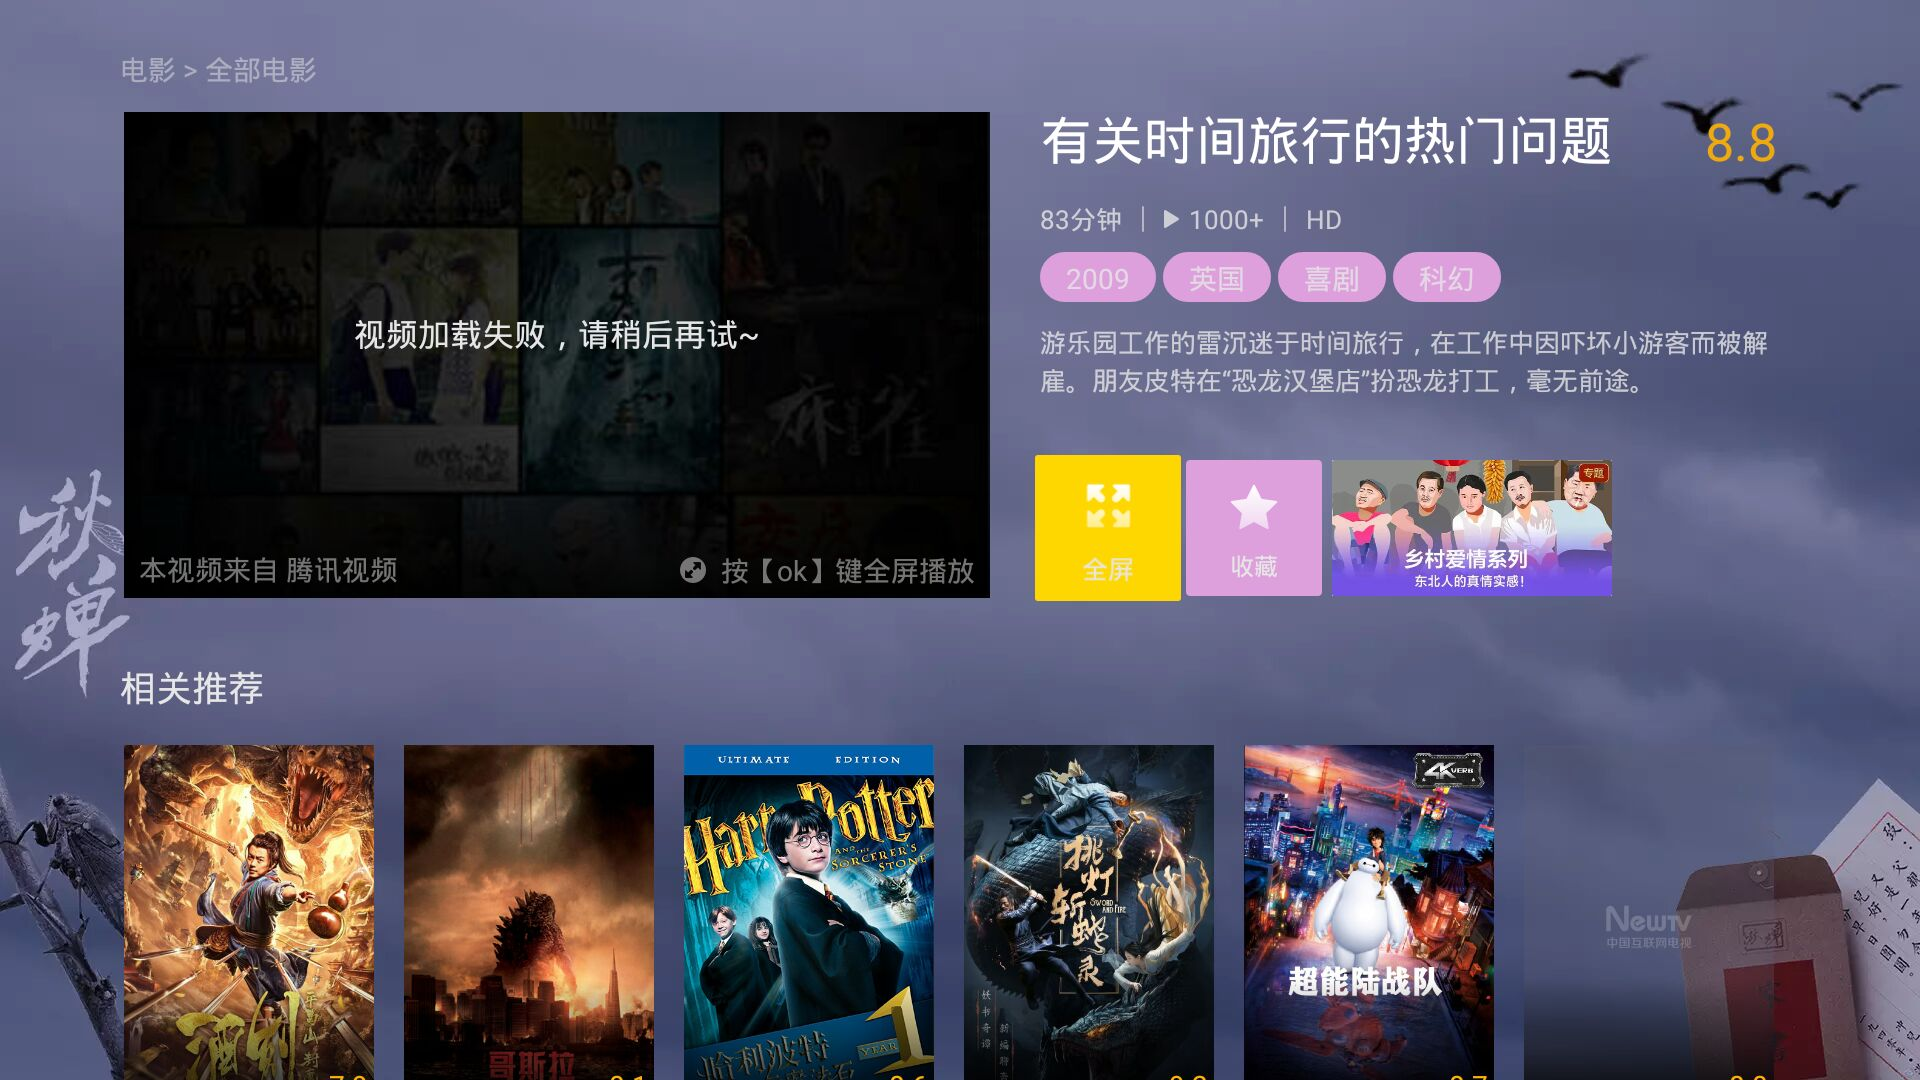 电影 > 全部电影
有关时间旅行的热门问题
8.8
83分钟 | ▶ 1000+ | HD
2009 英国 喜剧 科幻
游乐园工作的雷沉迷于时间旅行，在工作中因吓坏小游客而被解
雇。朋友皮特在“恐龙汉堡店”扮恐龙打工，毫无前途。
视频加载失败，请稍后再试~
本视频来自 腾讯视频
按【ok】键全屏播放
全屏
收藏
专题
乡村爱情系列
东北人的真情实感!
秋蝉
相关推荐
哥斯拉
ULTIMATE EDITION
Harry Potter
AND THE
SORCERER'S
STONE
哈利波特
YEAR 1
挑灯
斩蛇
录
SWORD
AND FIRE
4K VERB
超能陆战队
NewTV
中国互联网电视